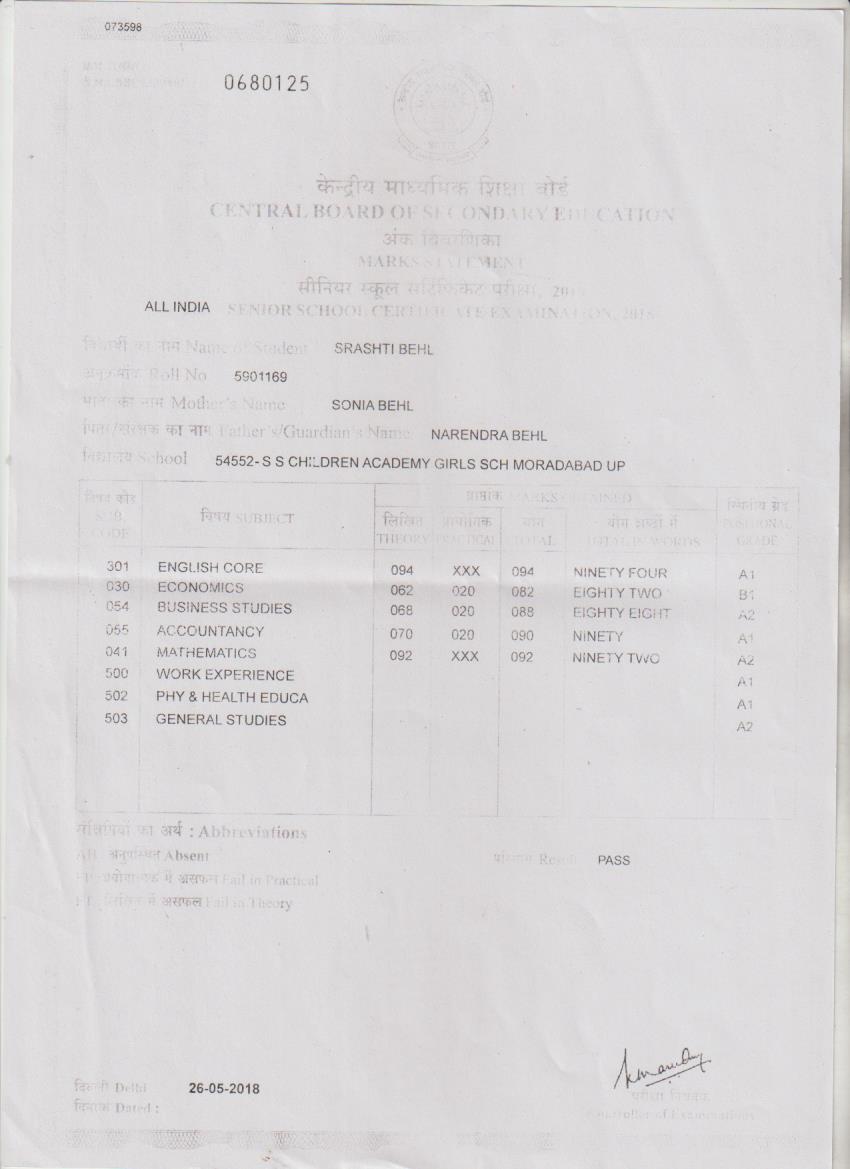 073598
0680125
केन्द्रीय माध्यमिक शिक्षा बोर्ड
CENTRAL BOARD OF SECONDARY EDUCATION
अंक विवरणिका
MARKS STATEMENT
सीनियर स्कूल सर्टिफिकेट परीक्षा, 201
ALL INDIA SENIOR SCHOOL CERTIFICATE EXAMINATION, 2018
विद्यार्थी का नाम Name of Student SRASHTI BEHL
अनुक्रमांक Roll No 5901169
माता का नाम Mother's Name SONIA BEHL
पिता/संरक्षक का नाम Father's/Guardian's Name NARENDRA BEHL
विद्यालय School 54552- S S CHILDREN ACADEMY GIRLS SCH MORADABAD UP
विषय कोड SUB. CODE विषय SUBJECT प्राप्तांक MARKS OBTAINED स्थितीय ग्रेड POSITIONAL GRADE
लिखित प्रायोगिक योग योग शब्दों में
THEORY PRACTICAL TOTAL TOTAL IN WORDS
301 ENGLISH CORE 094 XXX 094 NINETY FOUR A1
030 ECONOMICS 062 020 082 EIGHTY TWO B1
054 BUSINESS STUDIES 068 020 088 EIGHTY EIGHT A2
055 ACCOUNTANCY 070 020 090 NINETY A1
041 MATHEMATICS 092 XXX 092 NINETY TWO A2
500 WORK EXPERIENCE A1
502 PHY & HEALTH EDUCA A1
503 GENERAL STUDIES A2
का अर्थ : Abbreviations
AB अनुपस्थित Absent
परिणाम Result PASS
में असफल Fail in Practical
लिखित में असफल Fail in Theory
दिल्ली Delhi
दिनांक Dated : 26-05-2018
परीक्षा नियंत्रक
Controller of Examinations